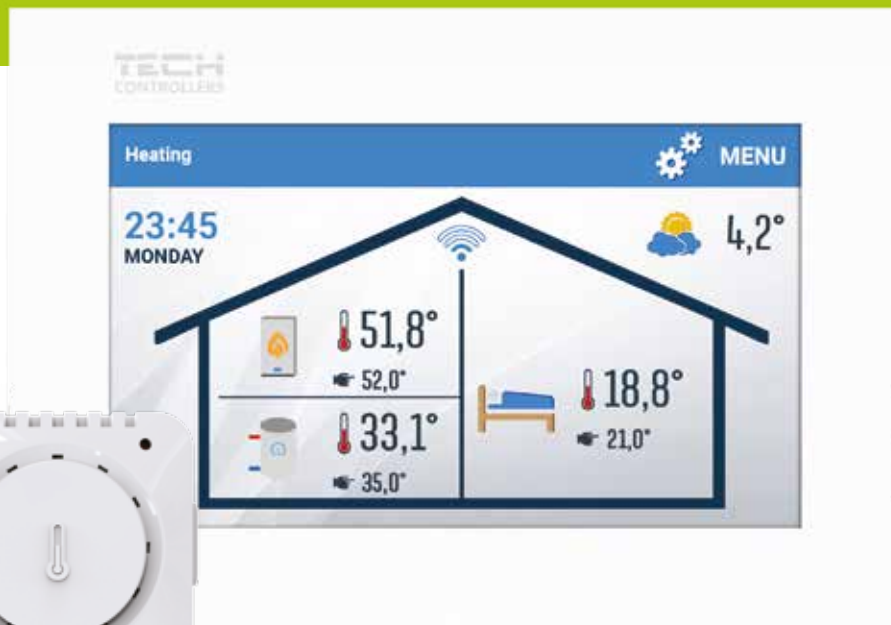 TECH
CONTROLLERS
Heating
MENU
23:45
MONDAY
4,2°
51,8°
52,0°
18,8°
21,0°
33,1°
35,0°